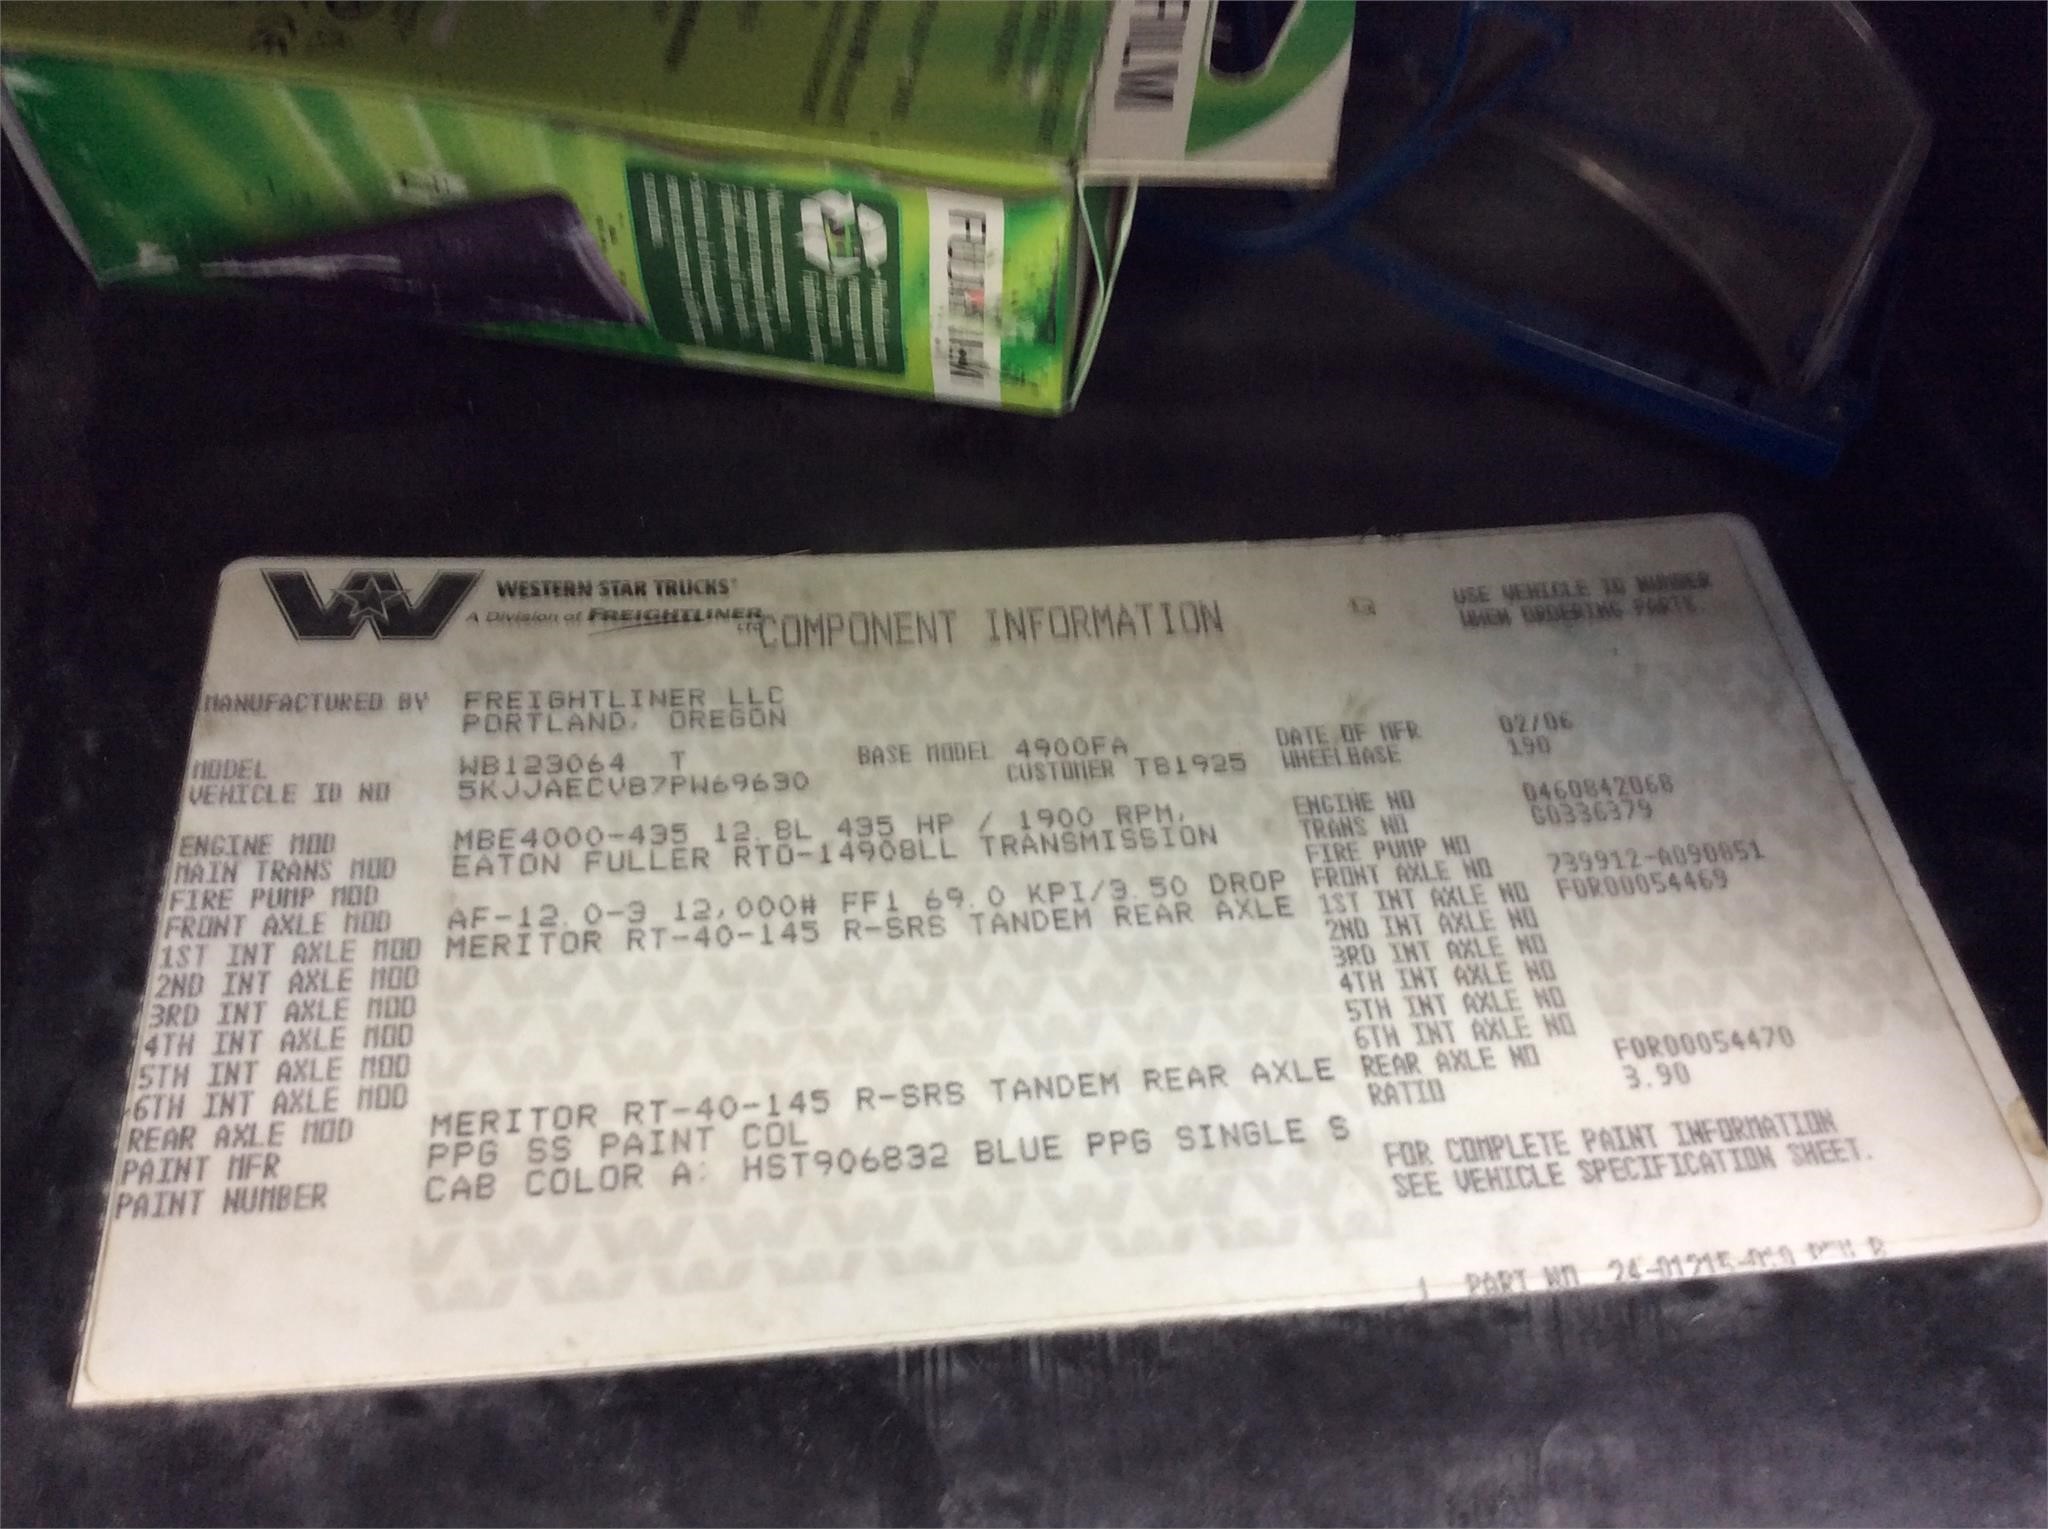 WESTERN STAR TRUCKS
A Division of FREIGHTLINER LLC
COMPONENT INFORMATION
USE VEHICLE ID NUMBER
WHEN ORDERING PARTS
MANUFACTURED BY FREIGHTLINER LLC
PORTLAND, OREGON
MODEL WB123064 T BASE MODEL 4900FA DATE OF MFR 02/06
VEHICLE ID NO 5KJJAECV87PW69630 CUSTOMER TB1925 WHEELBASE 190
ENGINE MOD MBE4000-435 12.8L 435 HP / 1900 RPM, ENGINE NO 0460842068
MAIN TRANS MOD EATON FULLER RTO-14908LL TRANSMISSION TRANS NO G0336379
FIRE PUMP MOD FIRE PUMP NO
FRONT AXLE MOD AF-12.0-3 12,000# FF1 69.0 KPI/3.50 DROP FRONT AXLE NO 739912-A090851
1ST INT AXLE MOD MERITOR RT-40-145 R-SRS TANDEM REAR AXLE 1ST INT AXLE NO FOR00054469
2ND INT AXLE MOD 2ND INT AXLE NO
3RD INT AXLE MOD 3RD INT AXLE NO
4TH INT AXLE MOD 4TH INT AXLE NO
5TH INT AXLE MOD 5TH INT AXLE NO
6TH INT AXLE MOD 6TH INT AXLE NO
REAR AXLE MOD MERITOR RT-40-145 R-SRS TANDEM REAR AXLE REAR AXLE NO FOR00054470
PAINT MFR PPG SS PAINT COL RATIO 3.90
PAINT NUMBER CAB COLOR A: HST906832 BLUE PPG SINGLE S
FOR COMPLETE PAINT INFORMATION
SEE VEHICLE SPECIFICATION SHEET.
PART NO